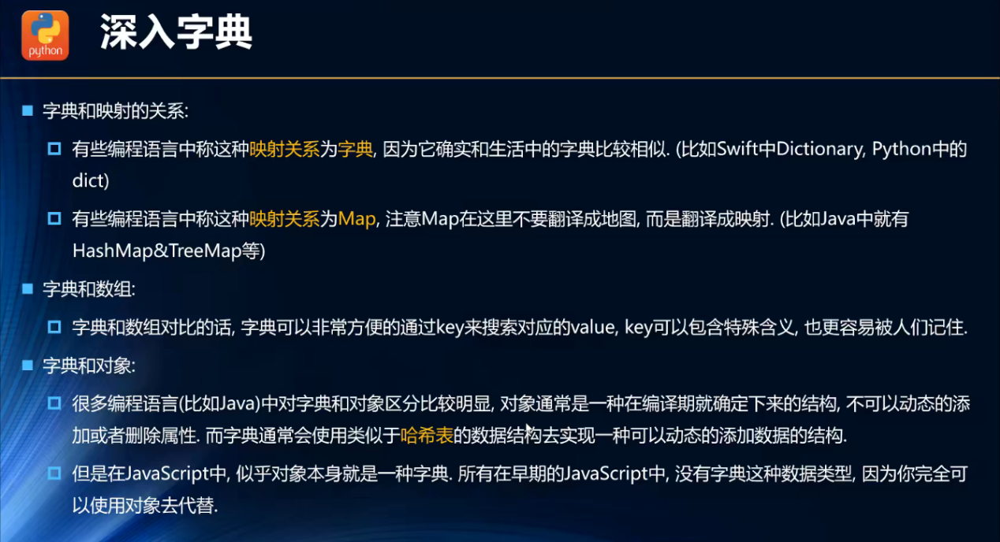 python
深入字典
字典和映射的关系:
有些编程语言中称这种映射关系为字典, 因为它确实和生活中的字典比较相似. (比如Swift中Dictionary, Python中的
dict)
有些编程语言中称这种映射关系为Map, 注意Map在这里不要翻译成地图, 而是翻译成映射. (比如Java中就有
HashMap&TreeMap等)
字典和数组:
字典和数组对比的话, 字典可以非常方便的通过key来搜索对应的value, key可以包含特殊含义, 也更容易被人们记住.
字典和对象:
很多编程语言(比如Java)中对字典和对象区分比较明显, 对象通常是一种在编译期就确定下来的结构, 不可以动态的添
加或者删除属性. 而字典通常会使用类似于哈希表的数据结构去实现一种可以动态的添加数据的结构.
但是在JavaScript中, 似乎对象本身就是一种字典. 所有在早期的JavaScript中, 没有字典这种数据类型, 因为你完全可
以使用对象去代替.